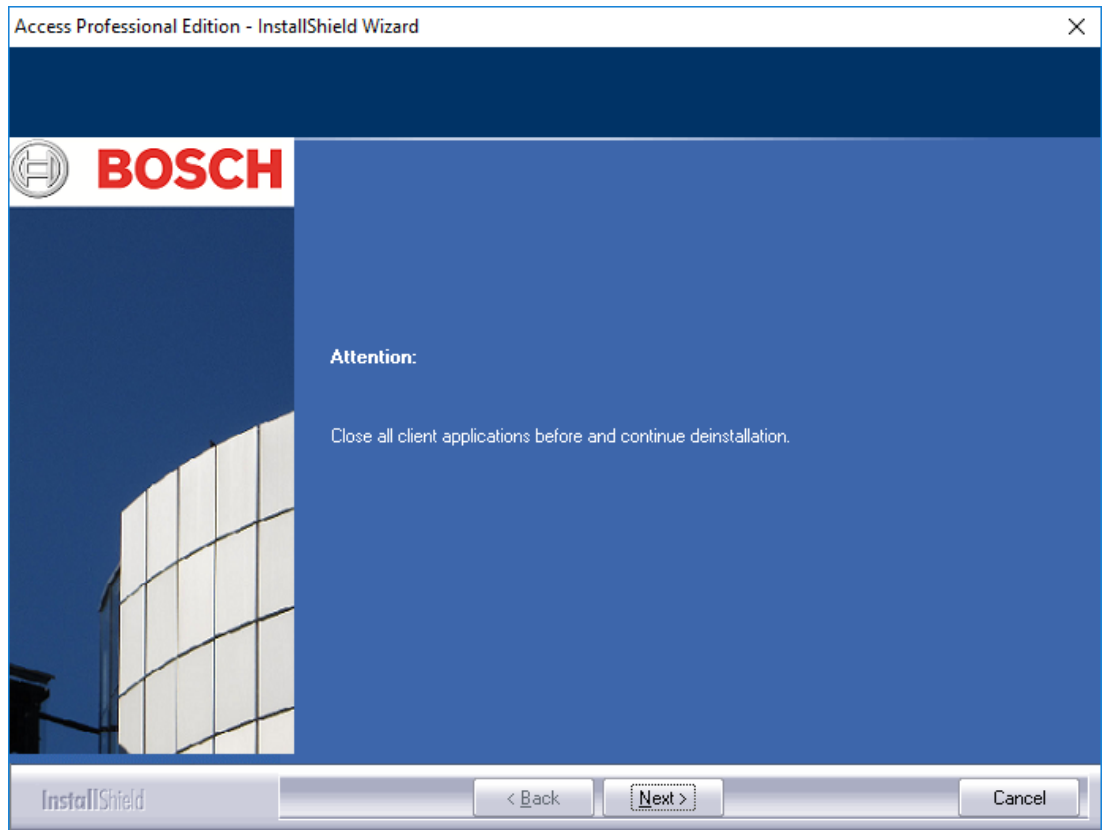 Access Professional Edition - InstallShield Wizard
BOSCH
Attention:
Close all client applications before and continue deinstallation.
InstallShield
< Back
Next >
Cancel